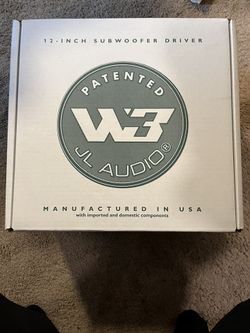 12-INCH SUBWOOFER DRIVER
PATENTED
W3
JL AUDIO®
MANUFACTURED IN USA
with imported and domestic components